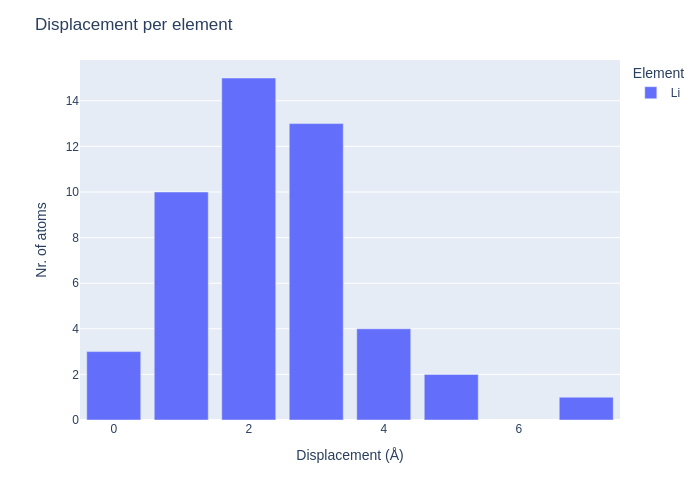 Displacement per element
Element
Li
14
12
10
8
6
4
2
0
Nr. of atoms
0 2 4 6
Displacement (Å)